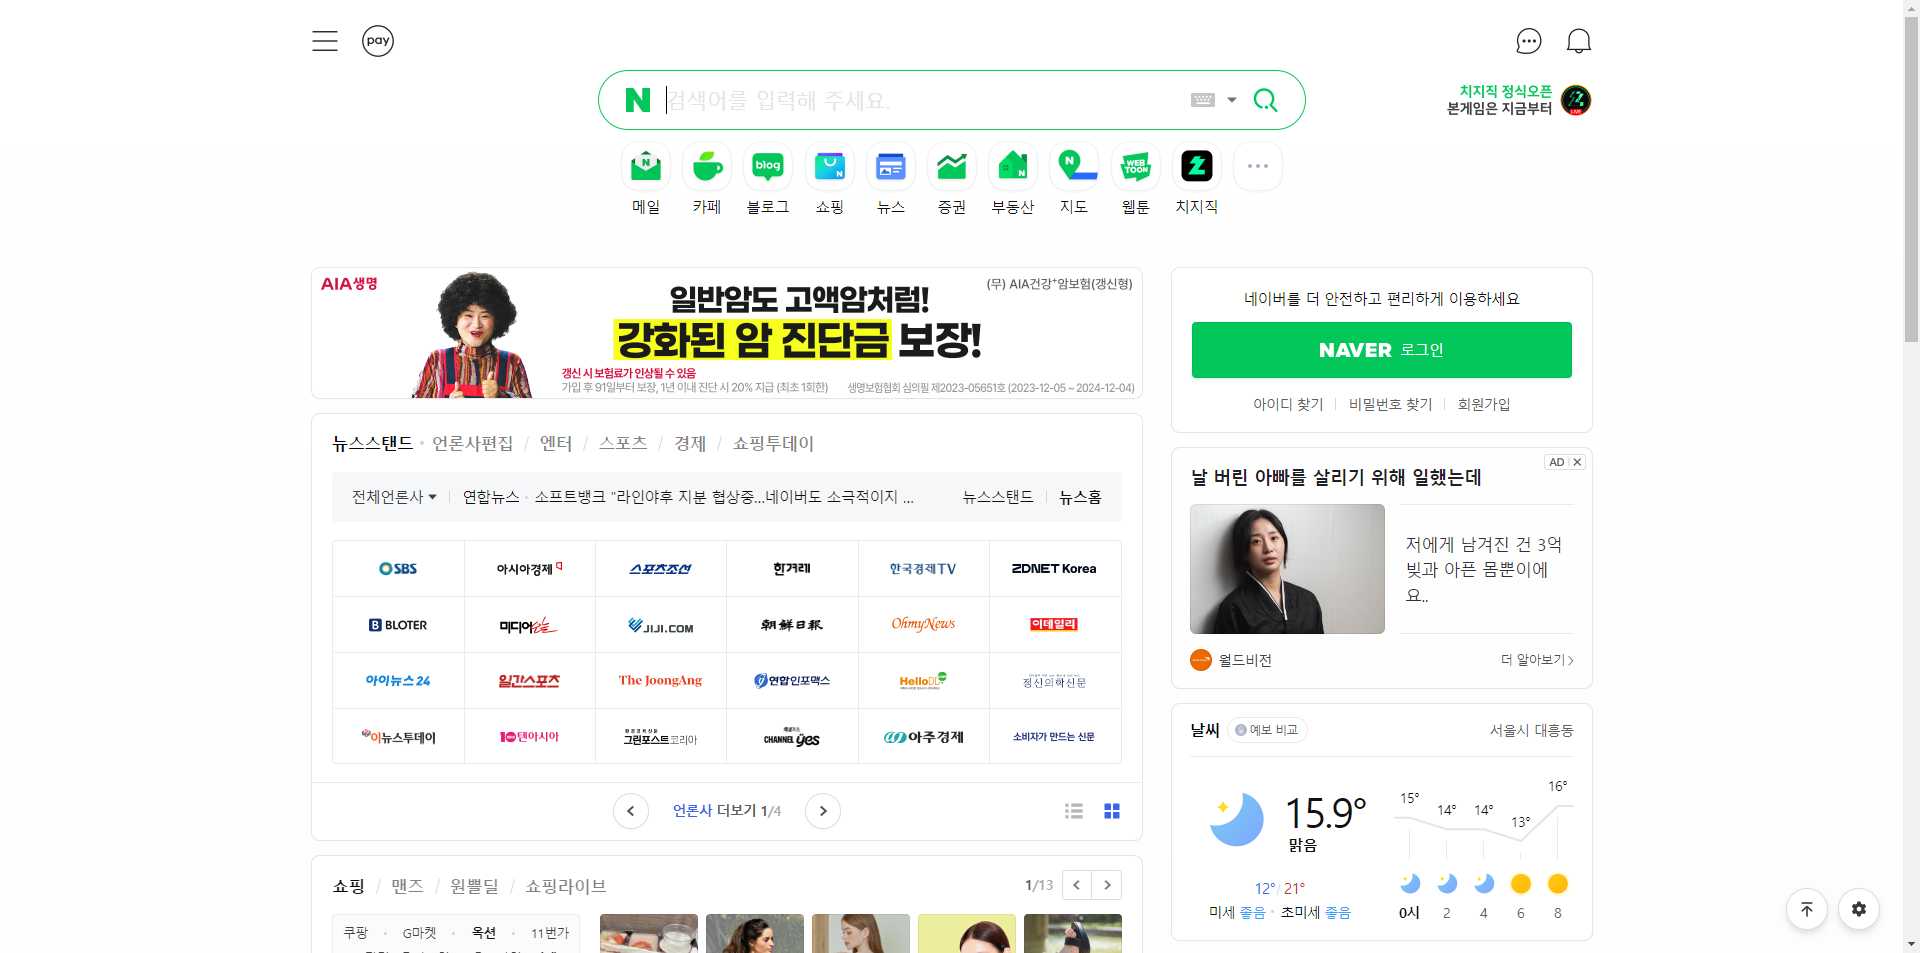 pay
N
검색어를 입력해 주세요.
치지직 정식오픈
본게임은 지금부터
LIVE
blog
WEB TOON
메일
카페
블로그
쇼핑
뉴스
증권
부동산
지도
웹툰
치지직
AIA생명
(무) AIA건강+암보험(갱신형)
일반암도 고액암처럼!
강화된 암 진단금 보장!
갱신 시 보험료가 인상될 수 있음
가입 후 91일부터 보장, 1년 이내 진단 시 20% 지급 (최초 1회한)
생명보험협회 심의필 제2023-05651호 (2023-12-05 ~ 2024-12-04)
네이버를 더 안전하고 편리하게 이용하세요
NAVER 로그인
아이디 찾기
비밀번호 찾기
회원가입
뉴스스탠드 · 언론사편집 / 엔터 / 스포츠 / 경제 / 쇼핑투데이
전체언론사
연합뉴스 · 소프트뱅크 "라인야후 지분 협상중...네이버도 소극적이지 ...
뉴스스탠드
뉴스홈
SBS
아시아경제
스포츠조선
한겨레
한국경제TV
ZDNET Korea
BLOTER
미디어오늘
JIJI.COM
朝鮮日報
OhmyNews
이데일리
아이뉴스24
일간스포츠
The JoongAng
연합인포맥스
HelloDD
정신의학신문
이뉴스투데이
10 텐아시아
그린포스트코리아
CHANNEL yes
아주경제
소비자가 만드는 신문
언론사 더보기 1/4
AD
날 버린 아빠를 살리기 위해 일했는데
저에게 남겨진 건 3억
빚과 아픈 몸뿐이에
요..
월드비전
더 알아보기
날씨
예보 비교
서울시 대흥동
15.9°
맑음
12° / 21°
미세 좋음 · 초미세 좋음
15°
14°
14°
13°
16°
0시
2
4
6
8
쇼핑 / 맨즈 / 원쁠딜 / 쇼핑라이브
1/13
쿠팡 · G마켓 · 옥션 · 11번가